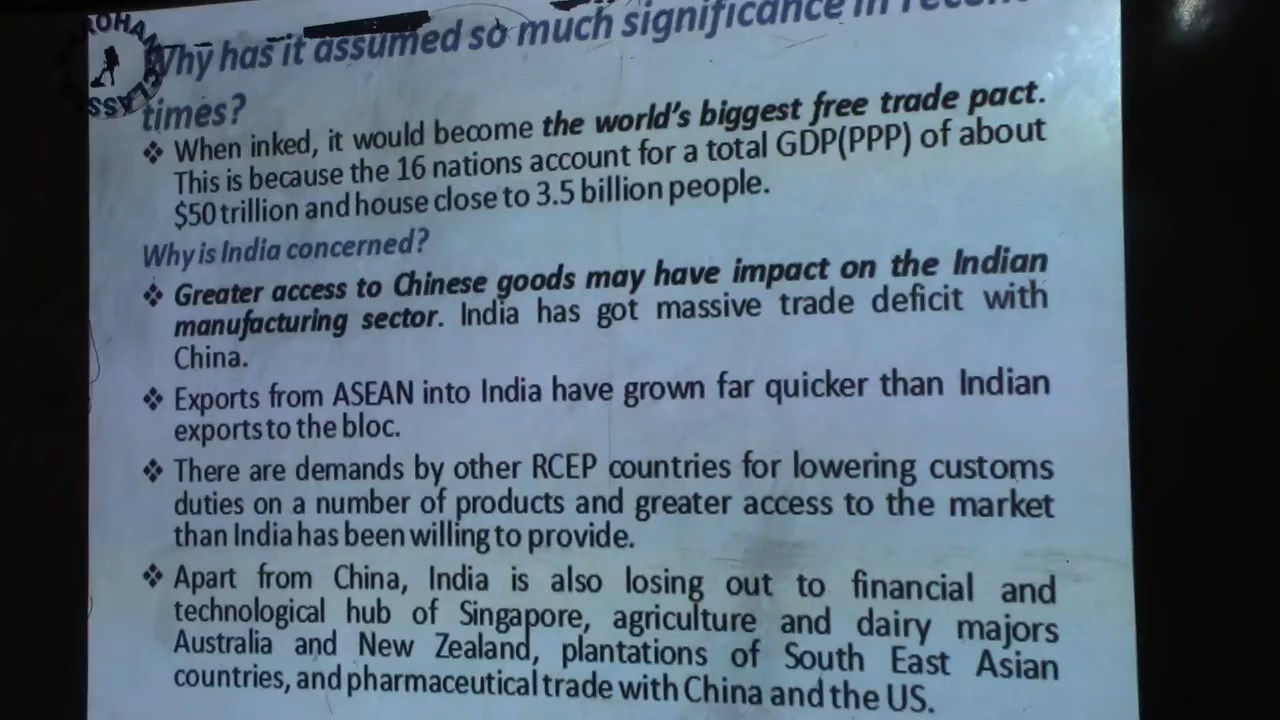 ROHAN
CLASS
Why has it assumed so much significance in recent
times?
❖ When inked, it would become the world's biggest free trade pact.
This is because the 16 nations account for a total GDP(PPP) of about
$50 trillion and house close to 3.5 billion people.
Why is India concerned?
❖ Greater access to Chinese goods may have impact on the Indian
manufacturing sector. India has got massive trade deficit with
China.
❖ Exports from ASEAN into India have grown far quicker than Indian
exports to the bloc.
❖ There are demands by other RCEP countries for lowering customs
duties on a number of products and greater access to the market
than India has been willing to provide.
❖ Apart from China, India is also losing out to financial and
technological hub of Singapore, agriculture and dairy majors
Australia and New Zealand, plantations of South East Asian
countries, and pharmaceutical trade with China and the US.